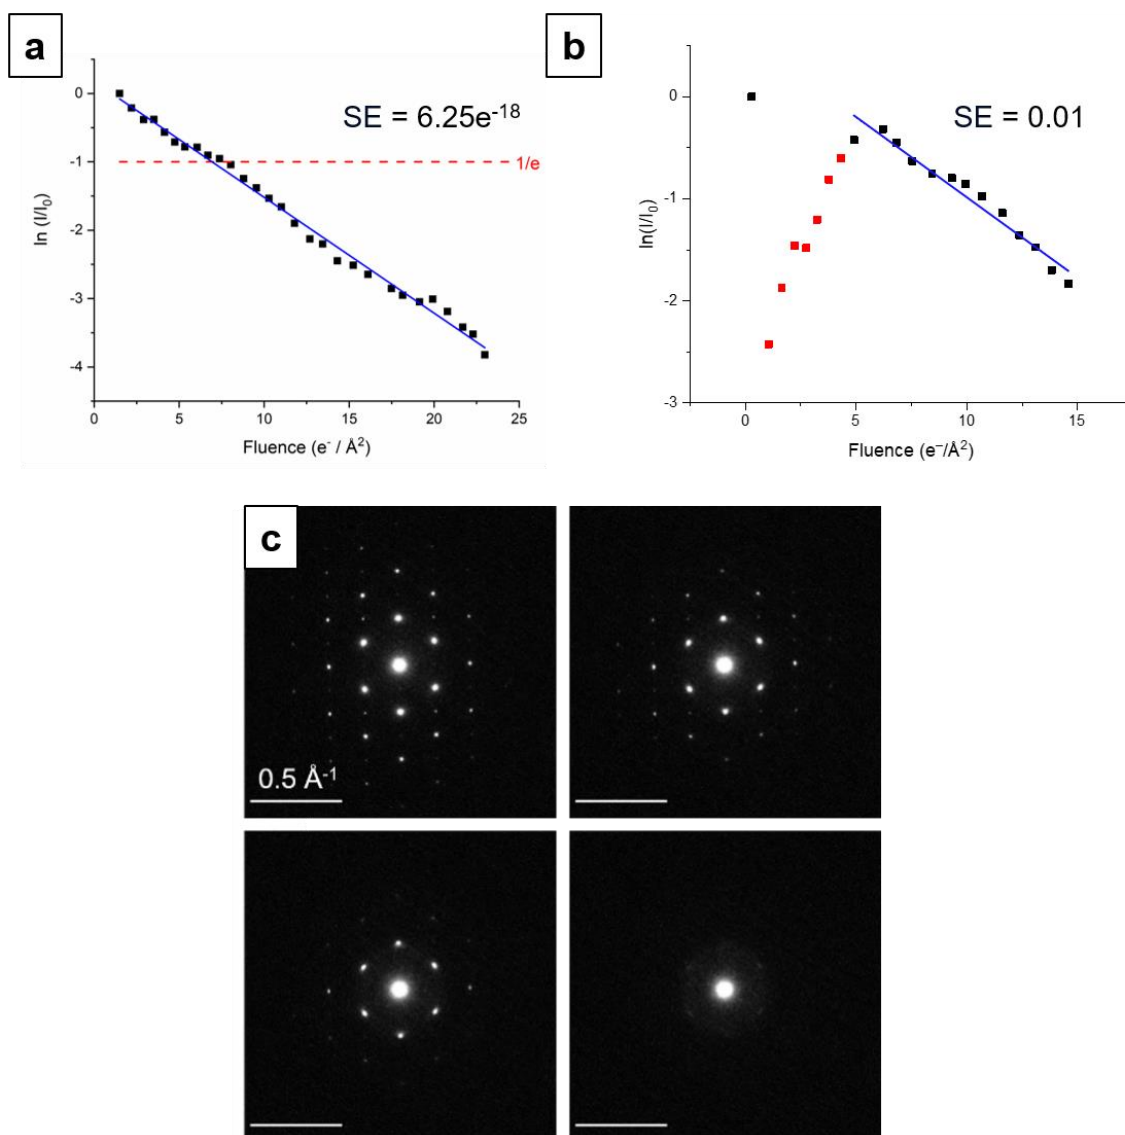 a
b
SE = 6.25e⁻¹⁸
SE = 0.01
0
-1
-2
-3
-4
1/e
ln (I/I₀)
0
5
10
15
20
25
Fluence (e⁻ / Å²)
0
-1
-2
-3
ln(I/I₀)
0
5
10
15
Fluence (e⁻/Å²)
c
0.5 Å⁻¹